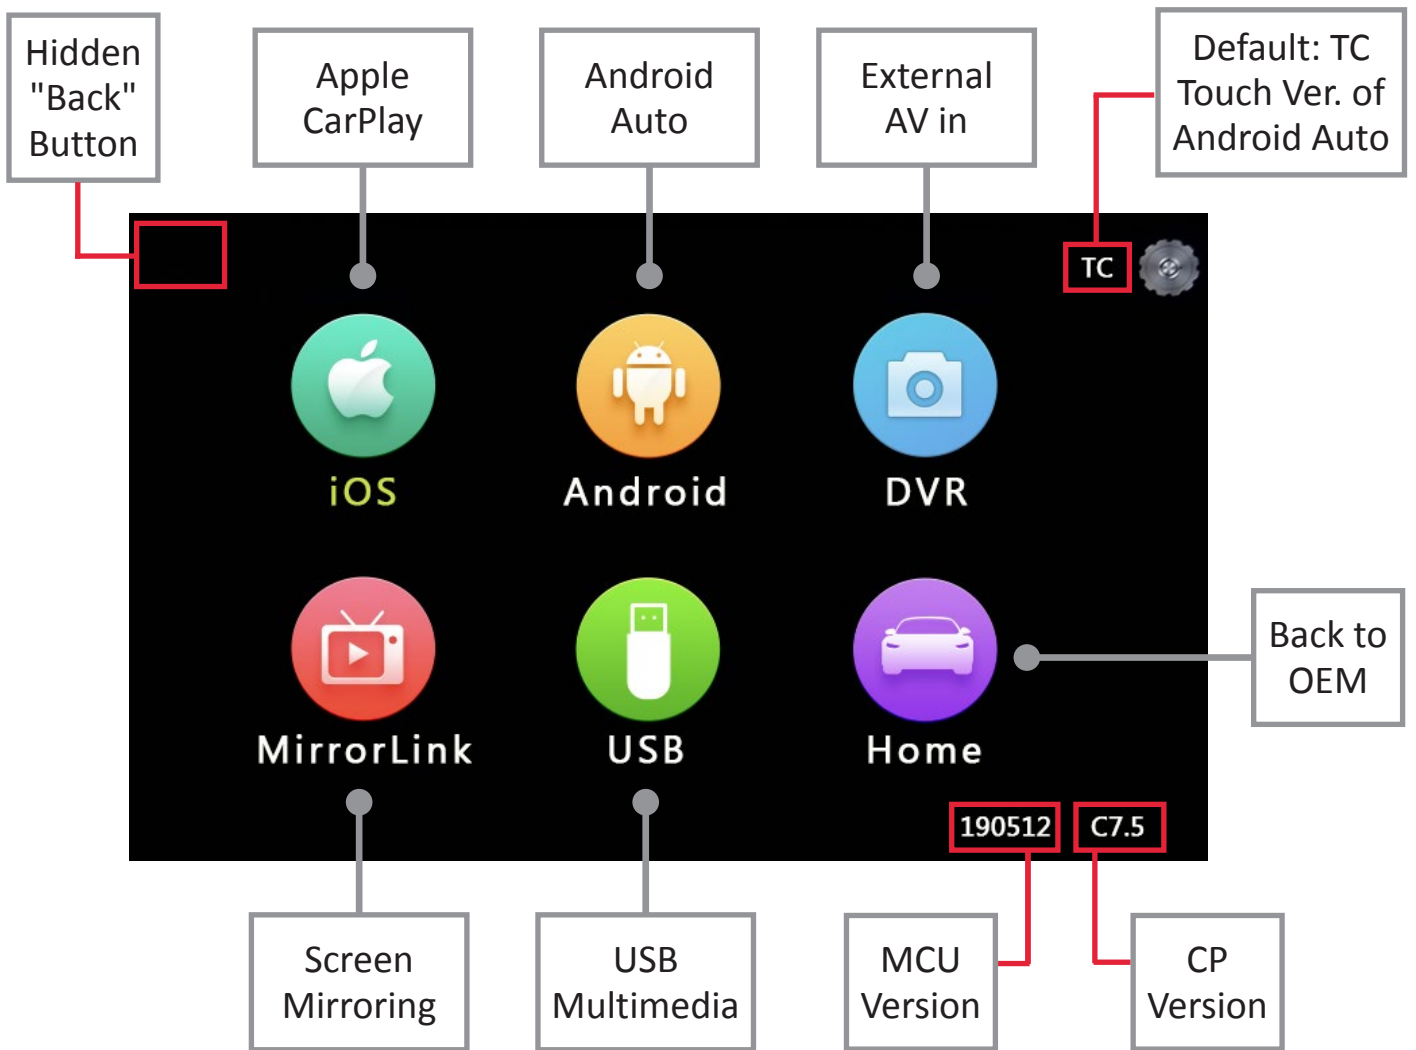 Hidden
"Back"
Button
Apple
CarPlay
Android
Auto
External
AV in
Default: TC
Touch Ver. of
Android Auto
TC
iOS
Android
DVR
MirrorLink
USB
Home
Back to
OEM
190512
C7.5
Screen
Mirroring
USB
Multimedia
MCU
Version
CP
Version